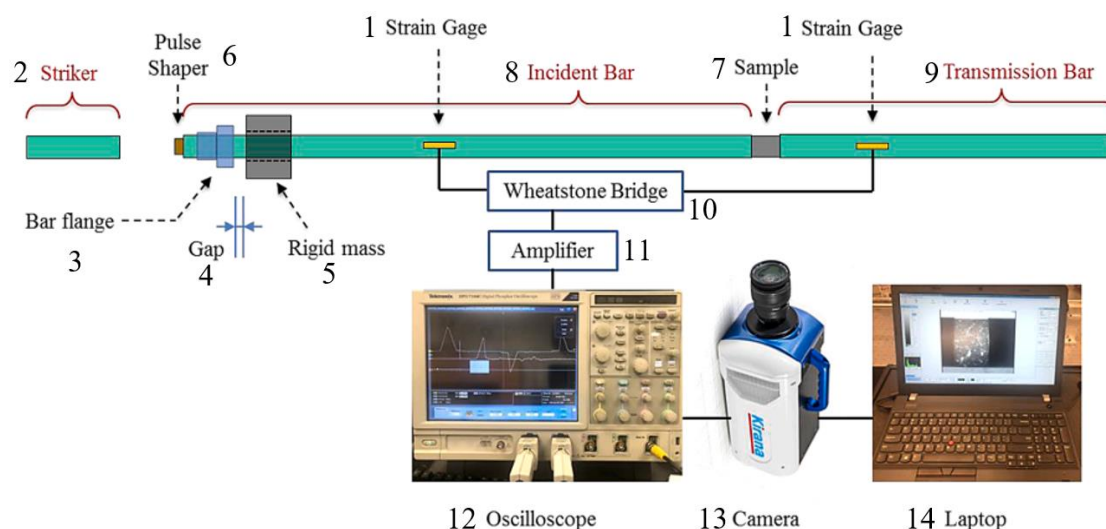 1 Strain Gage
1 Strain Gage
Pulse
Shaper
6
2 Striker
8 Incident Bar
7 Sample
9 Transmission Bar
Bar flange
3
Gap
4
Rigid mass
5
Wheatstone Bridge
10
Amplifier
11
Tektronix
Kirana
12 Oscilloscope
13 Camera
14 Laptop